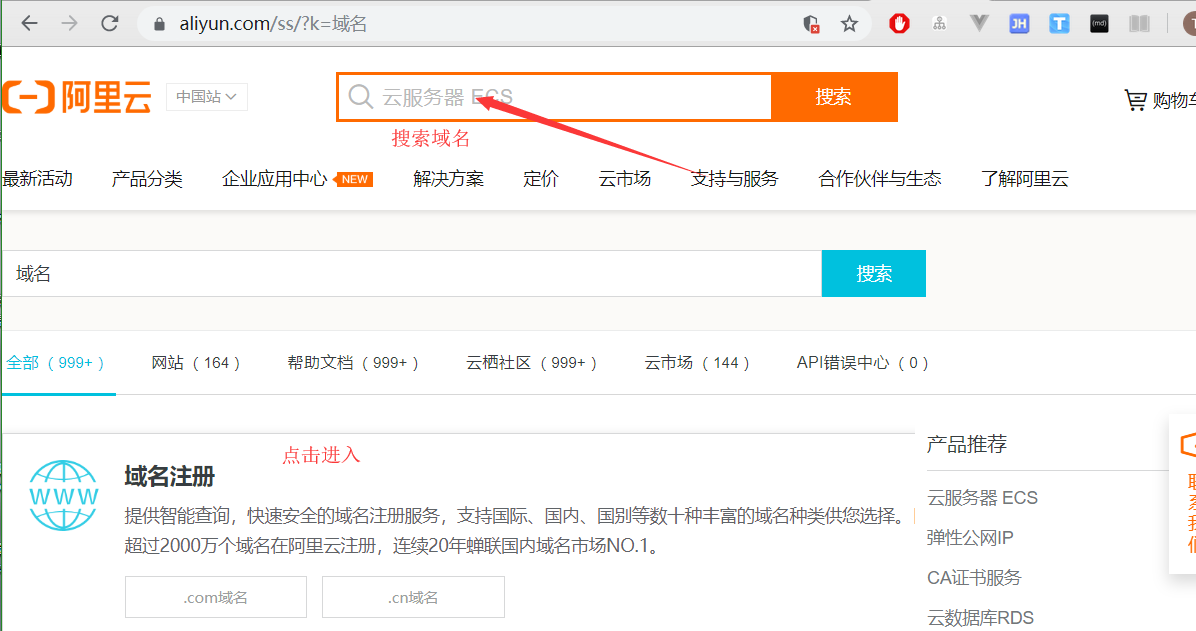 aliyun.com/ss/?k=域名
阿里云
中国站
云服务器 ECS
搜索
购物车
搜索域名
最新活动 产品分类 企业应用中心 NEW 解决方案 定价 云市场 支持与服务 合作伙伴与生态 了解阿里云
域名
搜索
全部 ( 999+ ) 网站 ( 164 ) 帮助文档 ( 999+ ) 云栖社区 ( 999+ ) 云市场 ( 144 ) API错误中心 ( 0 )
点击进入
域名注册
提供智能查询，快速安全的域名注册服务，支持国际、国内、国别等数十种丰富的域名种类供您选择。
超过2000万个域名在阿里云注册，连续20年蝉联国内域名市场NO.1。
.com域名
.cn域名
产品推荐
云服务器 ECS
弹性公网IP
CA证书服务
云数据库RDS